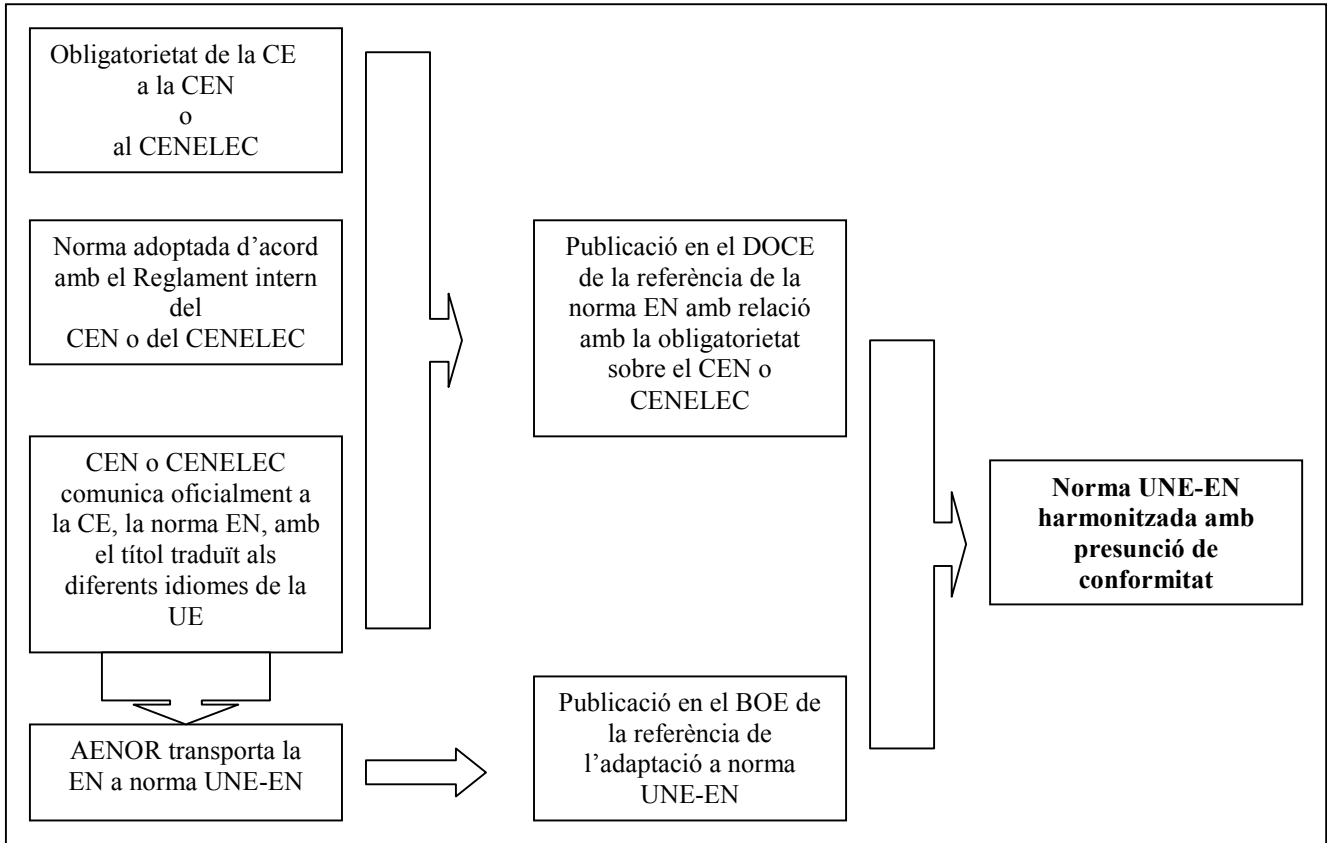 Obligatorietat de la CE
a la CEN
o
al CENELEC
Norma adoptada d’acord
amb el Reglament intern
del
CEN o del CENELEC
CEN o CENELEC
comunica oficialment a
la CE, la norma EN, amb
el títol traduït als
diferents idiomes de la
UE
AENOR transporta la
EN a norma UNE-EN
Publicació en el DOCE
de la referència de la
norma EN amb relació
amb la obligatorietat
sobre el CEN o
CENELEC
Publicació en el BOE de
la referència de
l’adaptació a norma
UNE-EN
Norma UNE-EN
harmonitzada amb
presunció de
conformitat